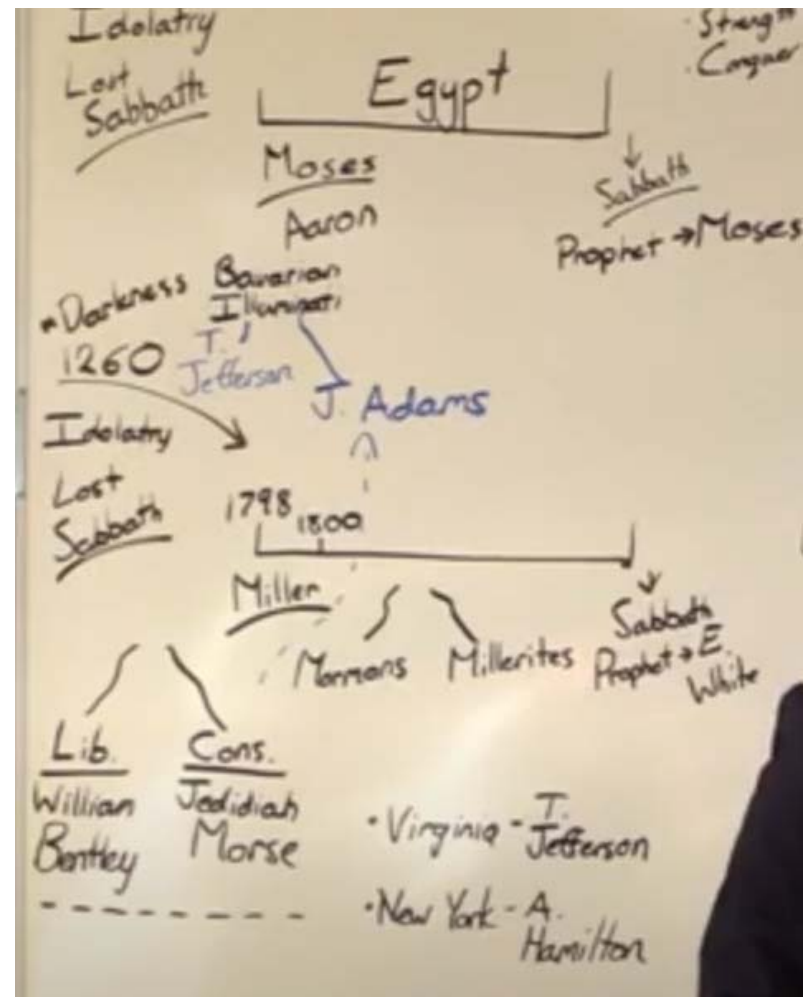 Idolatry
Lost
Sabbath
Egypt
Strength
Conquer
Moses
Aaron
Sabbath
Prophet → Moses
Darkness
1260
Idolatry
Lost
Sabbath
Bavarian
Illuminati
T.
Jefferson
J. Adams
1798
1800
Miller
Mormons
Millerites
Sabbath
Prophet → E.
White
Lib.
Willian
Bentley
Cons.
Jedidiah
Morse
• Virginia - T.
Jefferson
• New York - A.
Hamilton